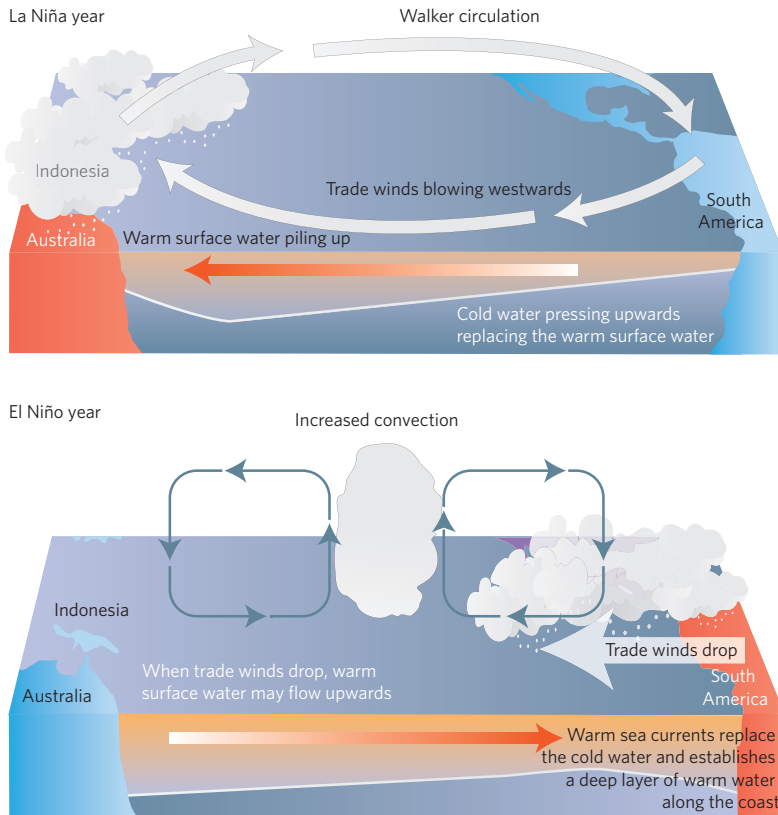 La Niña year
Walker circulation
Indonesia
Trade winds blowing westwards
South
America
Australia
Warm surface water piling up
Cold water pressing upwards
replacing the warm surface water
El Niño year
Increased convection
Indonesia
Trade winds drop
When trade winds drop, warm
surface water may flow upwards
South
America
Australia
Warm sea currents replace
the cold water and establishes
a deep layer of warm water
along the coast